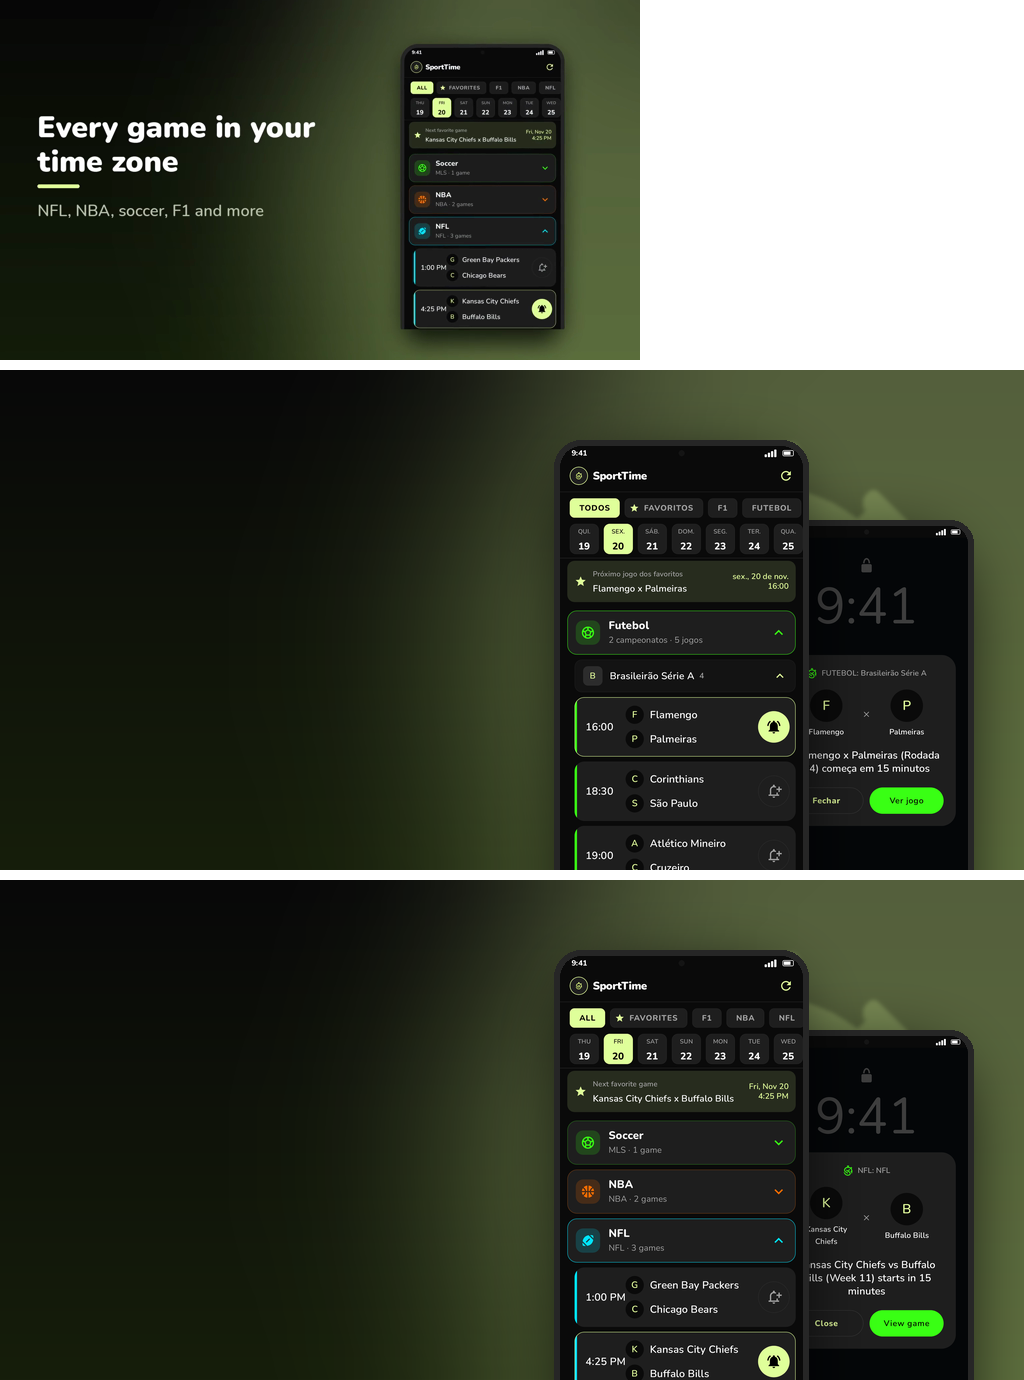 Every game in your
time zone
NFL, NBA, soccer, F1 and more
9:41
SportTime
ALL FAVORITES F1 NBA NFL
THU FRI SAT SUN MON TUE WED
19 20 21 22 23 24 25
Next favorite game
Kansas City Chiefs x Buffalo Bills
Fri, Nov 20
4:25 PM
Soccer
MLS · 1 game
NBA
NBA · 2 games
NFL
NFL · 3 games
1:00 PM
G Green Bay Packers
C Chicago Bears
4:25 PM
K Kansas City Chiefs
B Buffalo Bills
9:41
SportTime
TODOS FAVORITOS F1 FUTEBOL
QUI. SEX. SÁB. DOM. SEG. TER. QUA.
19 20 21 22 23 24 25
Próximo jogo dos favoritos
Flamengo x Palmeiras
sex., 20 de nov.
16:00
Futebol
2 campeonatos · 5 jogos
B Brasileirão Série A 4
16:00
F Flamengo
P Palmeiras
18:30
C Corinthians
S São Paulo
19:00
A Atlético Mineiro
C Cruzeiro
9:41
FUTEBOL: Brasileirão Série A
F × P
Flamengo Palmeiras
mengo x Palmeiras (Rodada
4) começa em 15 minutos
Fechar Ver jogo
9:41
SportTime
ALL FAVORITES F1 NBA NFL
THU FRI SAT SUN MON TUE WED
19 20 21 22 23 24 25
Next favorite game
Kansas City Chiefs x Buffalo Bills
Fri, Nov 20
4:25 PM
Soccer
MLS · 1 game
NBA
NBA · 2 games
NFL
NFL · 3 games
1:00 PM
G Green Bay Packers
C Chicago Bears
4:25 PM
K Kansas City Chiefs
B Buffalo Bills
9:41
NFL: NFL
K × B
Kansas City
Chiefs
Buffalo Bills
nsas City Chiefs vs Buffalo
ills (Week 11) starts in 15
minutes
Close View game